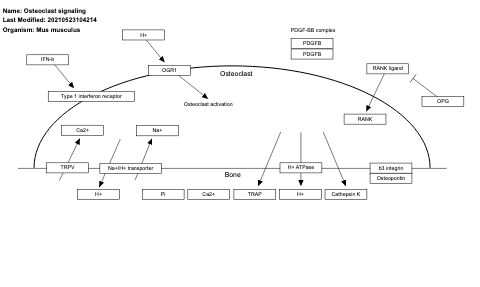 Name: Osteoclast signaling
Last Modified: 20210523104214
Organism: Mus musculus
H+
PDGF-BB complex
PDGFB
PDGFB
IFN-b
OGR1
Osteoclast
RANK ligand
Type 1 interferon receptor
Osteoclast activation
OPG
RANK
Ca2+
Na+
TRPV
Na+/H+ transporter
Bone
H+ ATPase
b3 integrin
Osteopontin
H+
Pi
Ca2+
TRAP
H+
Cathepsin K